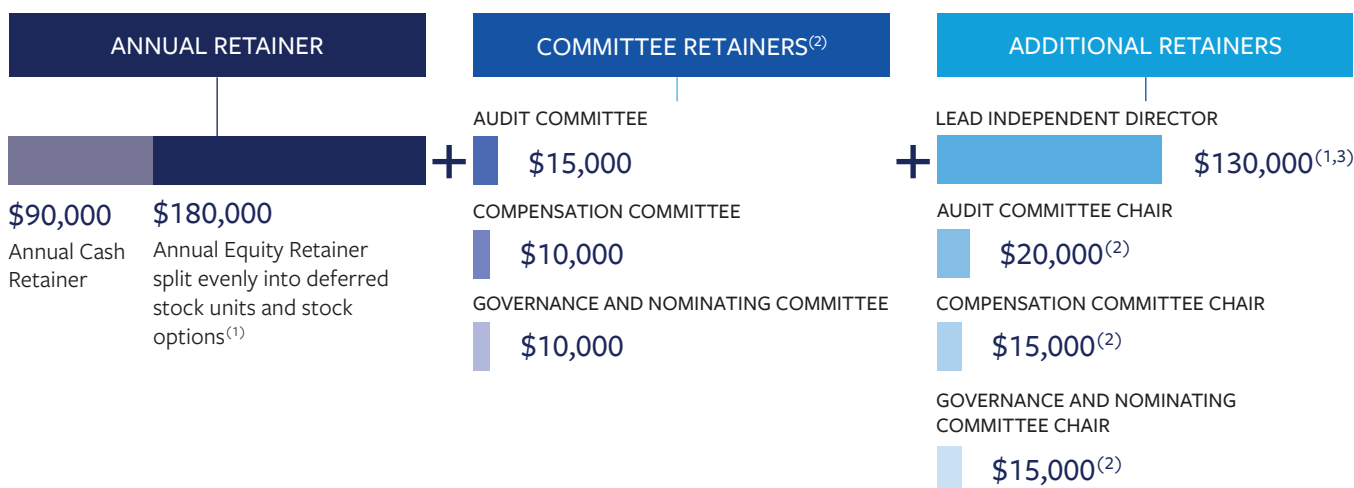 ANNUAL RETAINER
$90,000
Annual Cash
Retainer
$180,000
Annual Equity Retainer
split evenly into deferred
stock units and stock
options(1)
+
COMMITTEE RETAINERS(2)
AUDIT COMMITTEE
$15,000
COMPENSATION COMMITTEE
$10,000
GOVERNANCE AND NOMINATING COMMITTEE
$10,000
+
ADDITIONAL RETAINERS
LEAD INDEPENDENT DIRECTOR
$130,000(1,3)
AUDIT COMMITTEE CHAIR
$20,000(2)
COMPENSATION COMMITTEE CHAIR
$15,000(2)
GOVERNANCE AND NOMINATING
COMMITTEE CHAIR
$15,000(2)